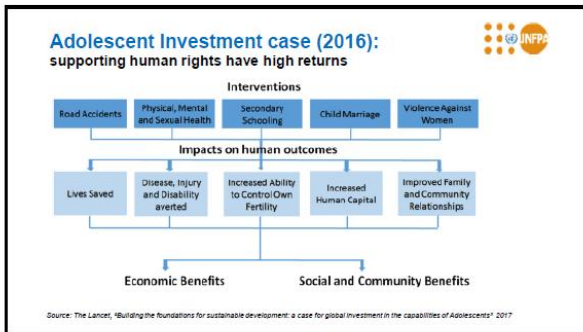 Adolescent Investment case (2016):
supporting human rights have high returns
UNFPA
Interventions
Road Accidents
Physical, Mental
and Sexual Health
Secondary
Schooling
Child Marriage
Violence Against
Women
Impacts on human outcomes
Lives Saved
Disease, Injury
and Disability
averted
Increased Ability
to Control Own
Fertility
Increased
Human Capital
Improved Family
and Community
Relationships
Economic Benefits
Social and Community Benefits
Source: The Lancet, "Building the foundations for sustainable development: a case for global investment in the capabilities of Adolescents" 2017